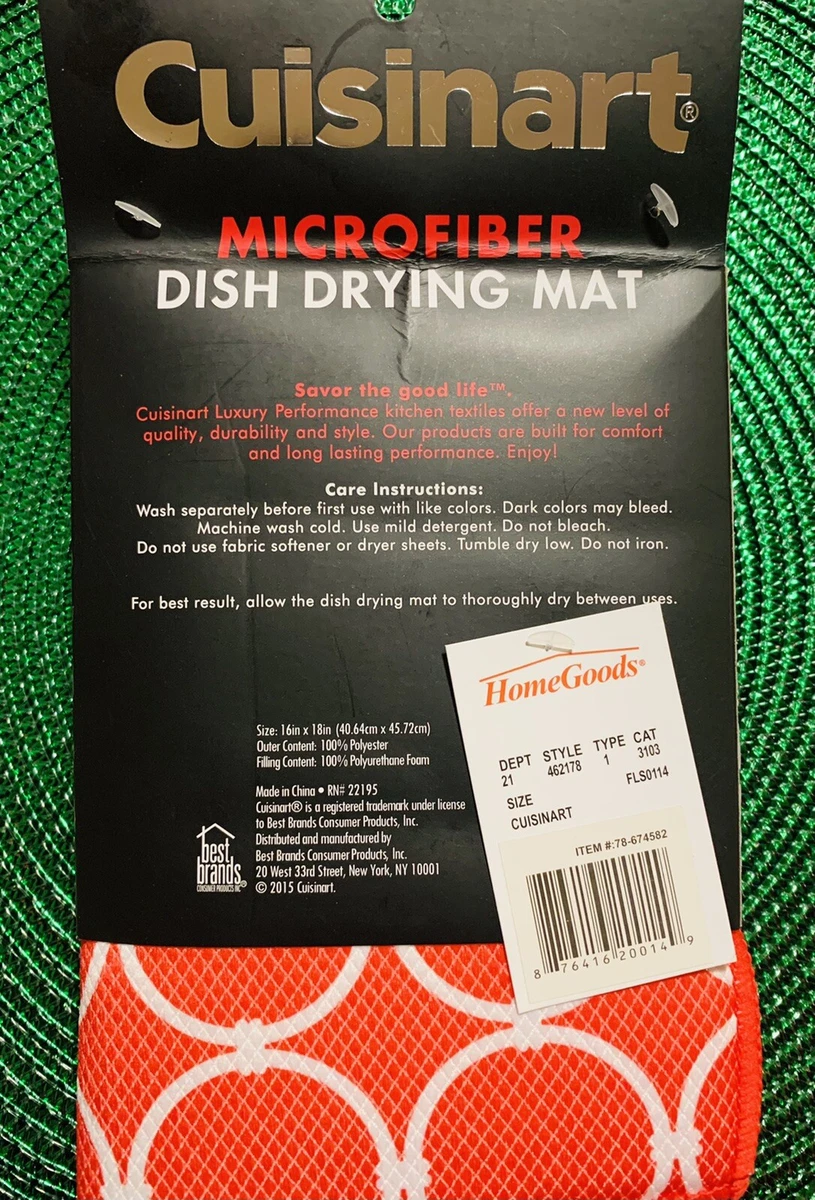 Cuisinart®
MICROFIBER
DISH DRYING MAT
Savor the good life™.
Cuisinart Luxury Performance kitchen textiles offer a new level of
quality, durability and style. Our products are built for comfort
and long lasting performance. Enjoy!
Care Instructions:
Wash separately before first use with like colors. Dark colors may bleed.
Machine wash cold. Use mild detergent. Do not bleach.
Do not use fabric softener or dryer sheets. Tumble dry low. Do not iron.
For best result, allow the dish drying mat to thoroughly dry between uses.
Size: 16in x 18in (40.64cm x 45.72cm)
Outer Content: 100% Polyester
Filling Content: 100% Polyurethane Foam
Made in China • RN# 22195
Cuisinart® is a registered trademark under license
to Best Brands Consumer Products, Inc.
Distributed and manufactured by
Best Brands Consumer Products, Inc.
20 West 33rd Street, New York, NY 10001
© 2015 Cuisinart.
best
brands®
CONSUMER PRODUCTS INC
HomeGoods®
DEPT STYLE TYPE CAT
21 462178 1 3103
SIZE FLS0114
CUISINART
ITEM #:78-674582
8 76416 20014 9